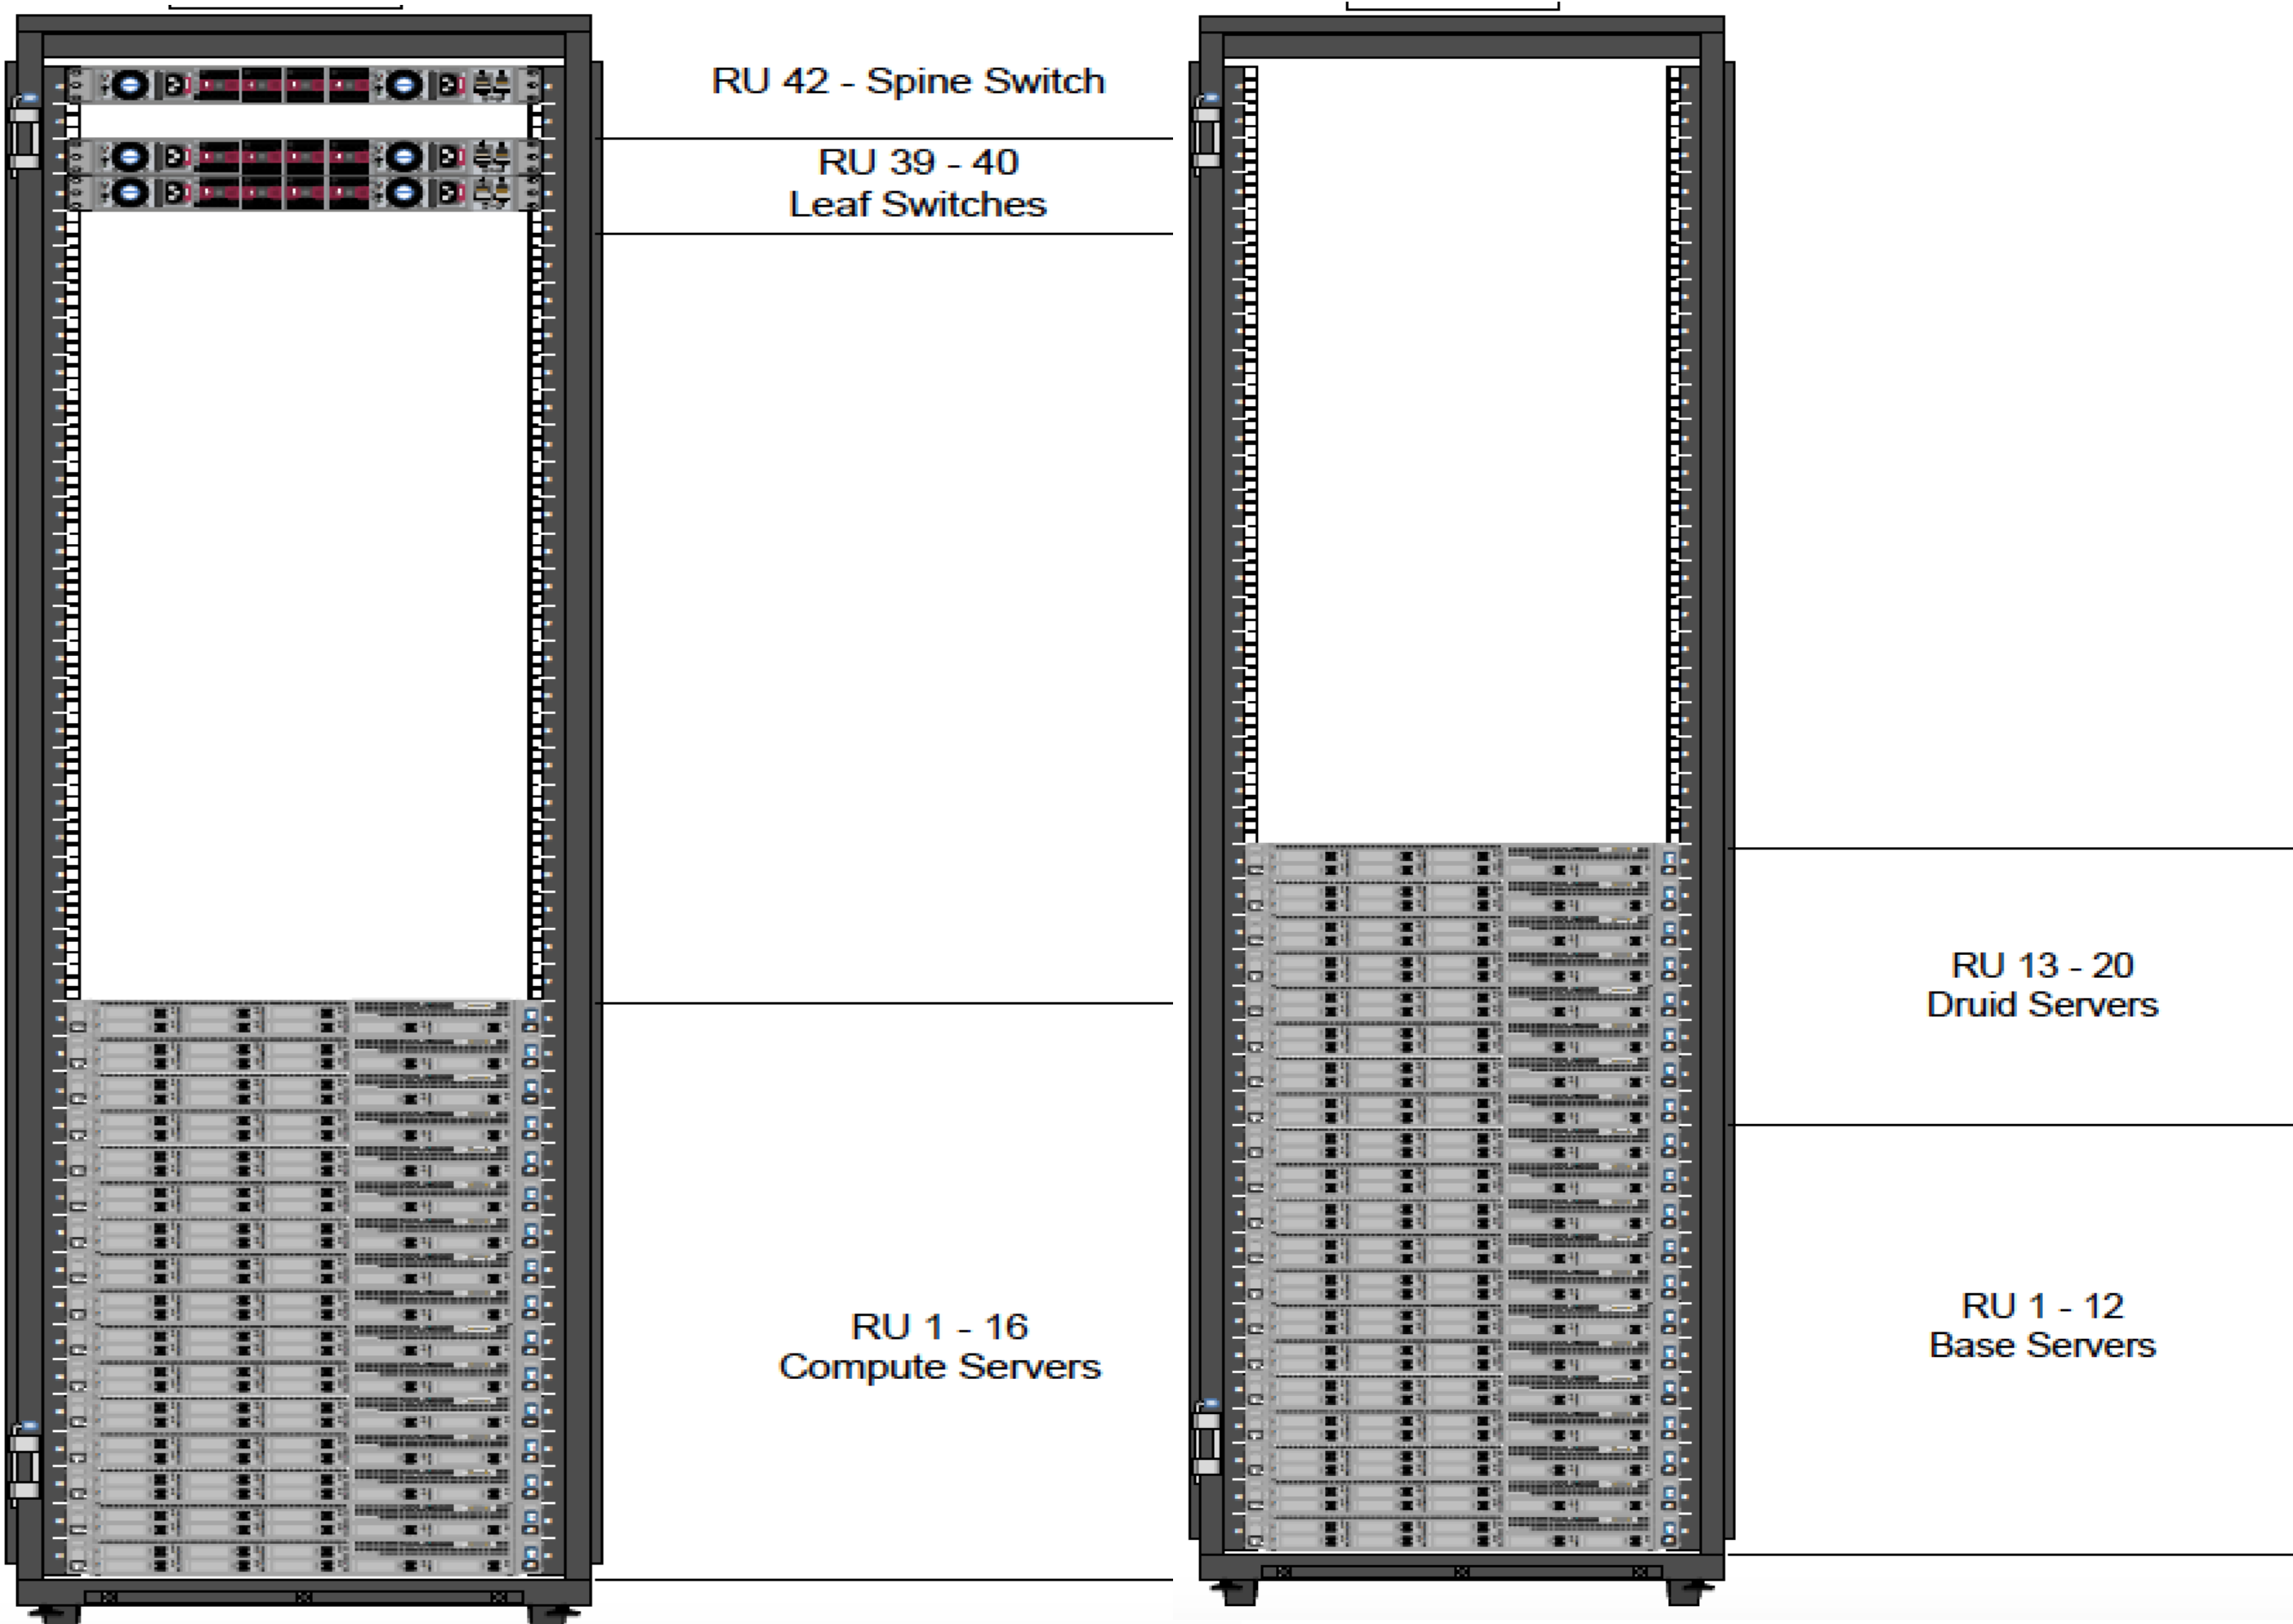 RU 42 - Spine Switch
RU 39 - 40
Leaf Switches
RU 1 - 16
Compute Servers
RU 13 - 20
Druid Servers
RU 1 - 12
Base Servers